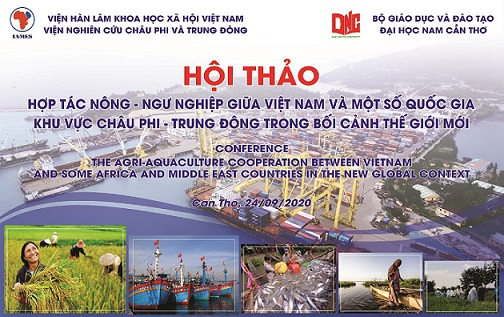 VIỆN HÀN LÂM KHOA HỌC XÃ HỘI VIỆT NAM
VIỆN NGHIÊN CỨU CHÂU PHI VÀ TRUNG ĐÔNG
IAMES
DNC
BỘ GIÁO DỤC VÀ ĐÀO TẠO
ĐẠI HỌC NAM CẦN THƠ
HỘI THẢO
HỢP TÁC NÔNG - NGƯ NGHIỆP GIỮA VIỆT NAM VÀ MỘT SỐ QUỐC GIA
KHU VỰC CHÂU PHI - TRUNG ĐÔNG TRONG BỐI CẢNH THẾ GIỚI MỚI
CONFERENCE
THE AGRI-AQUACULTURE COOPERATION BETWEEN VIETNAM
AND SOME AFRICA AND MIDDLE EAST COUNTRIES IN THE NEW GLOBAL CONTEXT
Can Tho, 24/09/2020